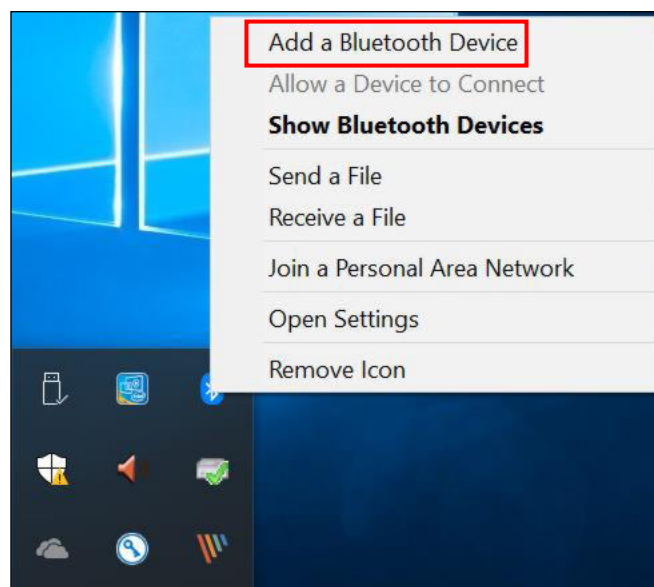 Add a Bluetooth Device
Allow a Device to Connect
Show Bluetooth Devices
Send a File
Receive a File
Join a Personal Area Network
Open Settings
Remove Icon